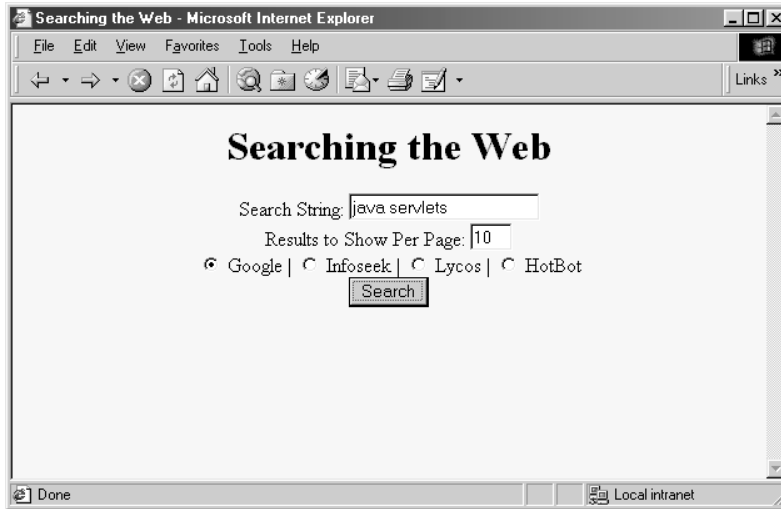 Searching the Web - Microsoft Internet Explorer
File Edit View Favorites Tools Help
Links »
Searching the Web
Search String: java servlets
Results to Show Per Page: 10
Google | Infoseek | Lycos | HotBot
Search
Done
Local intranet